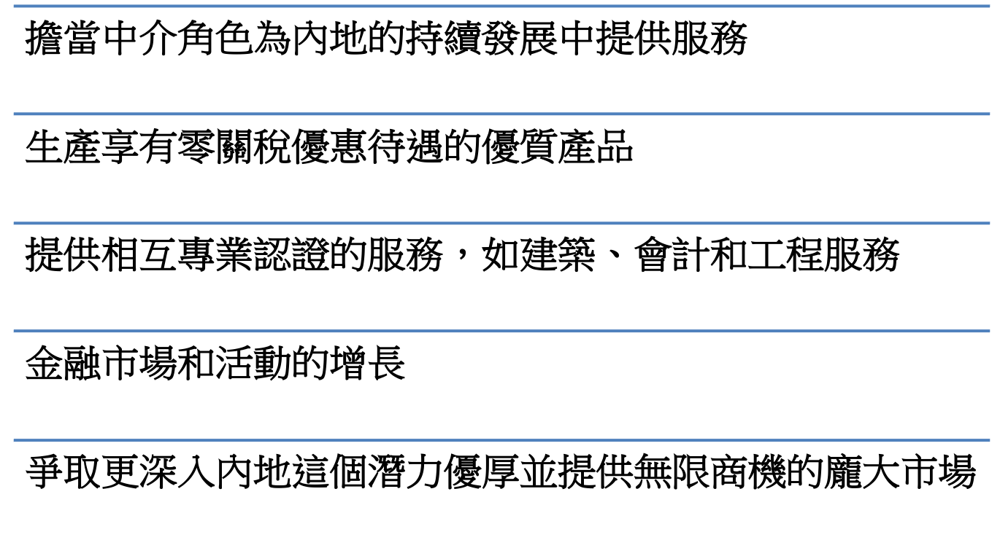 擔當中介角色為內地的持續發展中提供服務
生產享有零關稅優惠待遇的優質產品
提供相互專業認證的服務，如建築、會計和工程服務
金融市場和活動的增長
爭取更深入內地這個潛力優厚並提供無限商機的龐大市場